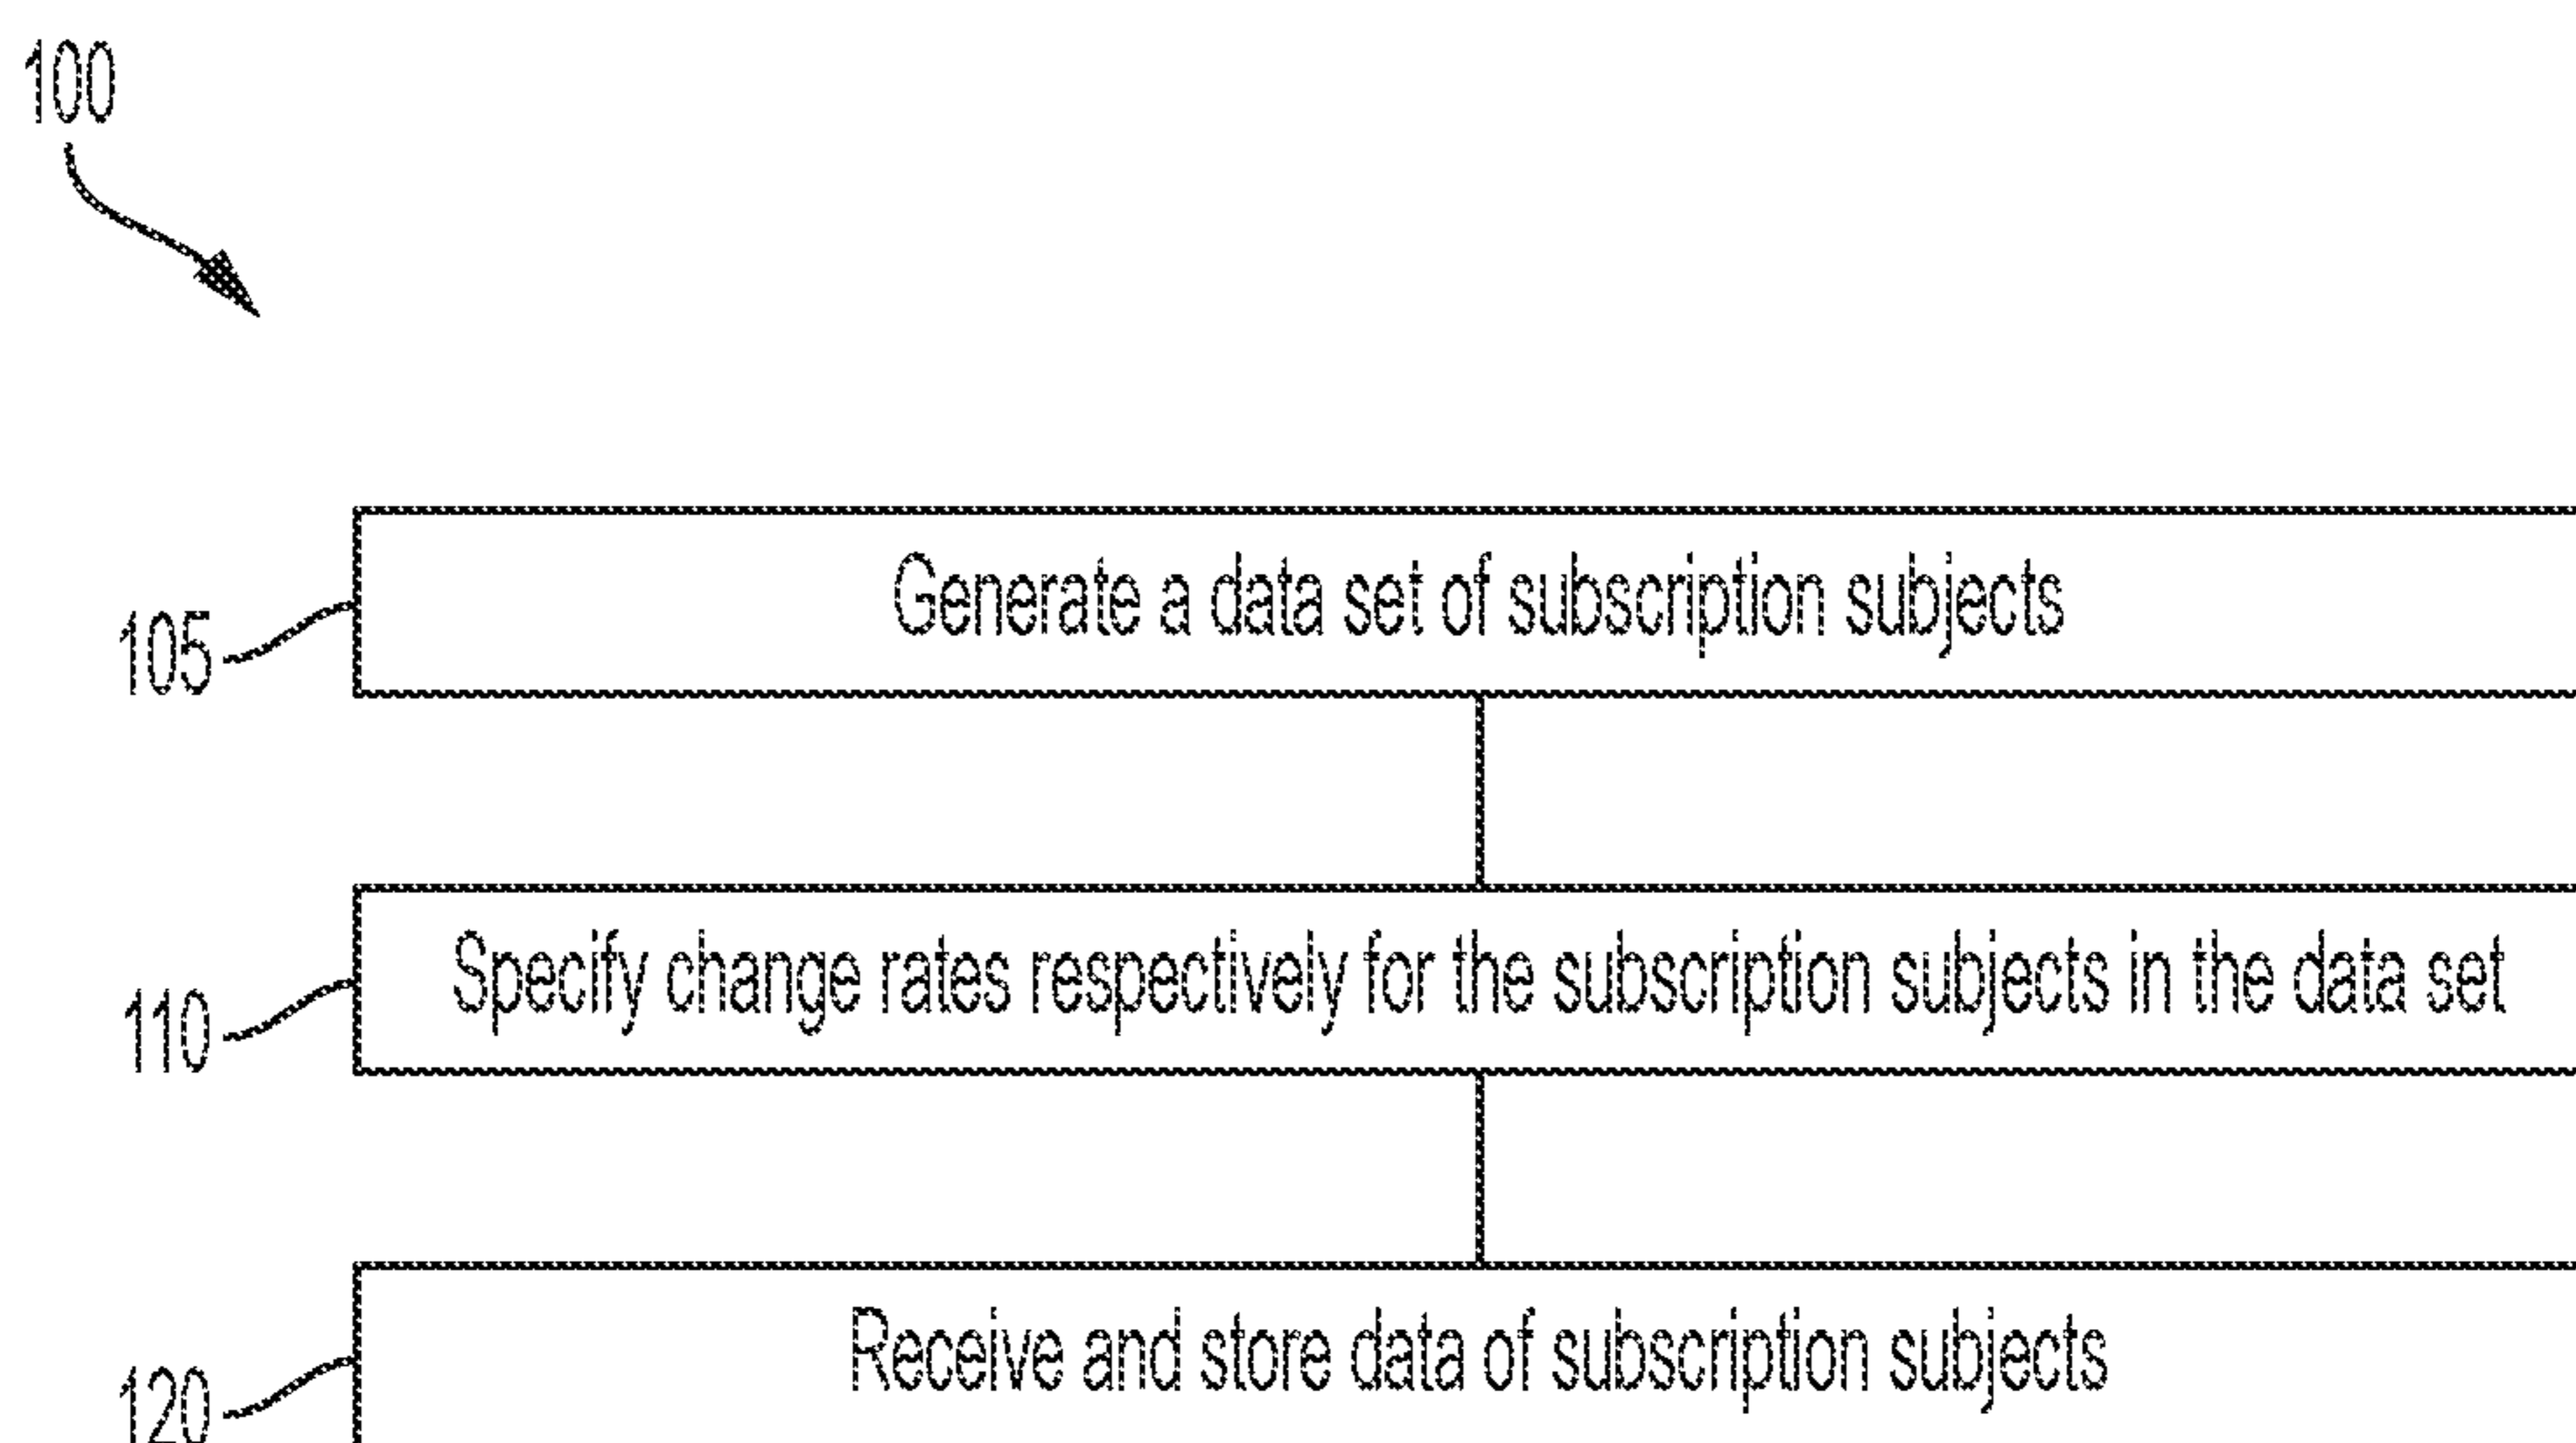 100
105
Generate a data set of subscription subjects
110
Specify change rates respectively for the subscription subjects in the data set
120
Receive and store data of subscription subjects